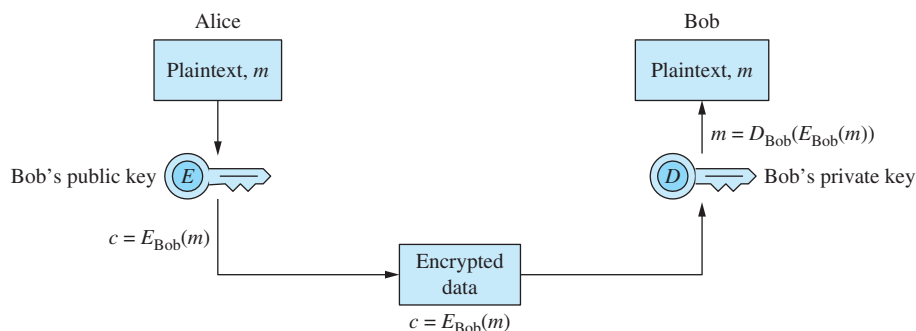 Alice
Bob
Plaintext, m
Plaintext, m
m = D_Bob(E_Bob(m))
Bob's public key
E
D
Bob's private key
c = E_Bob(m)
Encrypted
data
c = E_Bob(m)